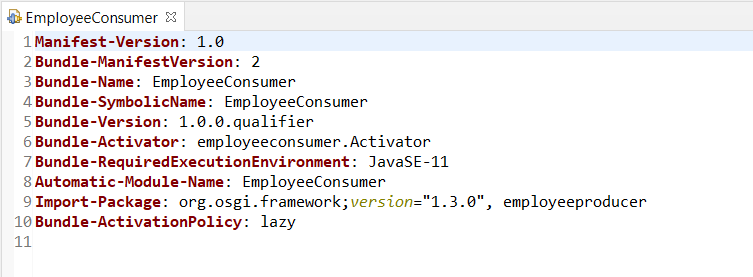 EmployeeConsumer
1 Manifest-Version: 1.0
2 Bundle-ManifestVersion: 2
3 Bundle-Name: EmployeeConsumer
4 Bundle-SymbolicName: EmployeeConsumer
5 Bundle-Version: 1.0.0.qualifier
6 Bundle-Activator: employeeconsumer.Activator
7 Bundle-RequiredExecutionEnvironment: JavaSE-11
8 Automatic-Module-Name: EmployeeConsumer
9 Import-Package: org.osgi.framework;version="1.3.0", employeeproducer
10 Bundle-ActivationPolicy: lazy
11